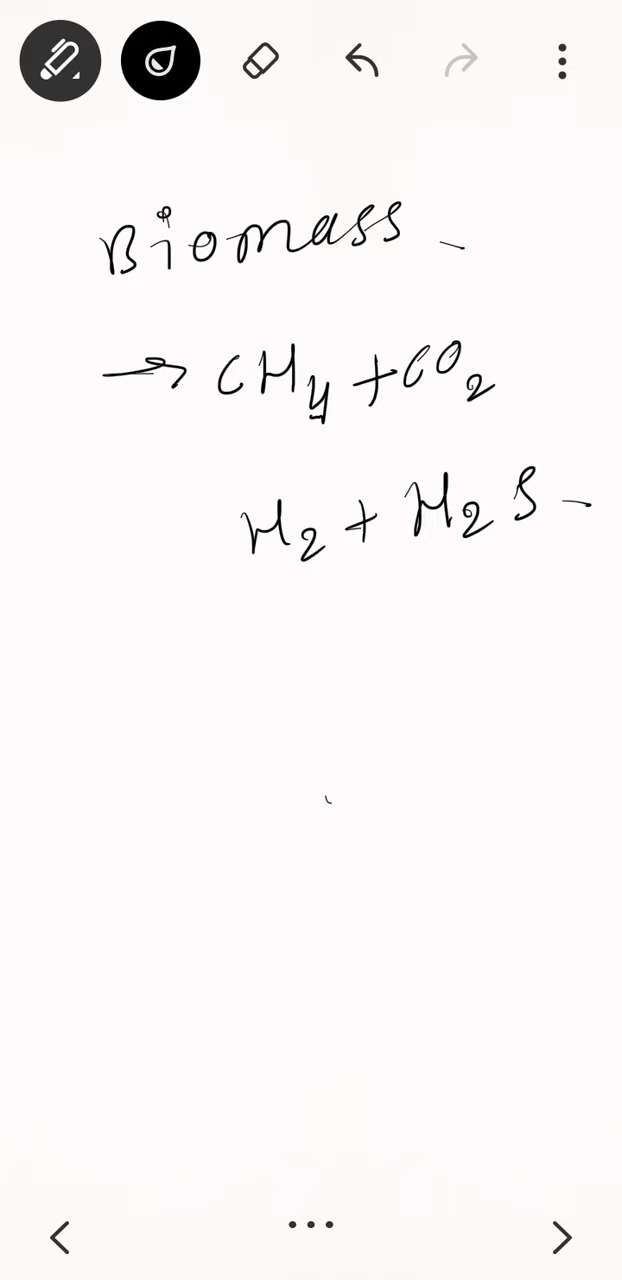 Biomass -
→ CH4 + CO2
H2 + H2S -